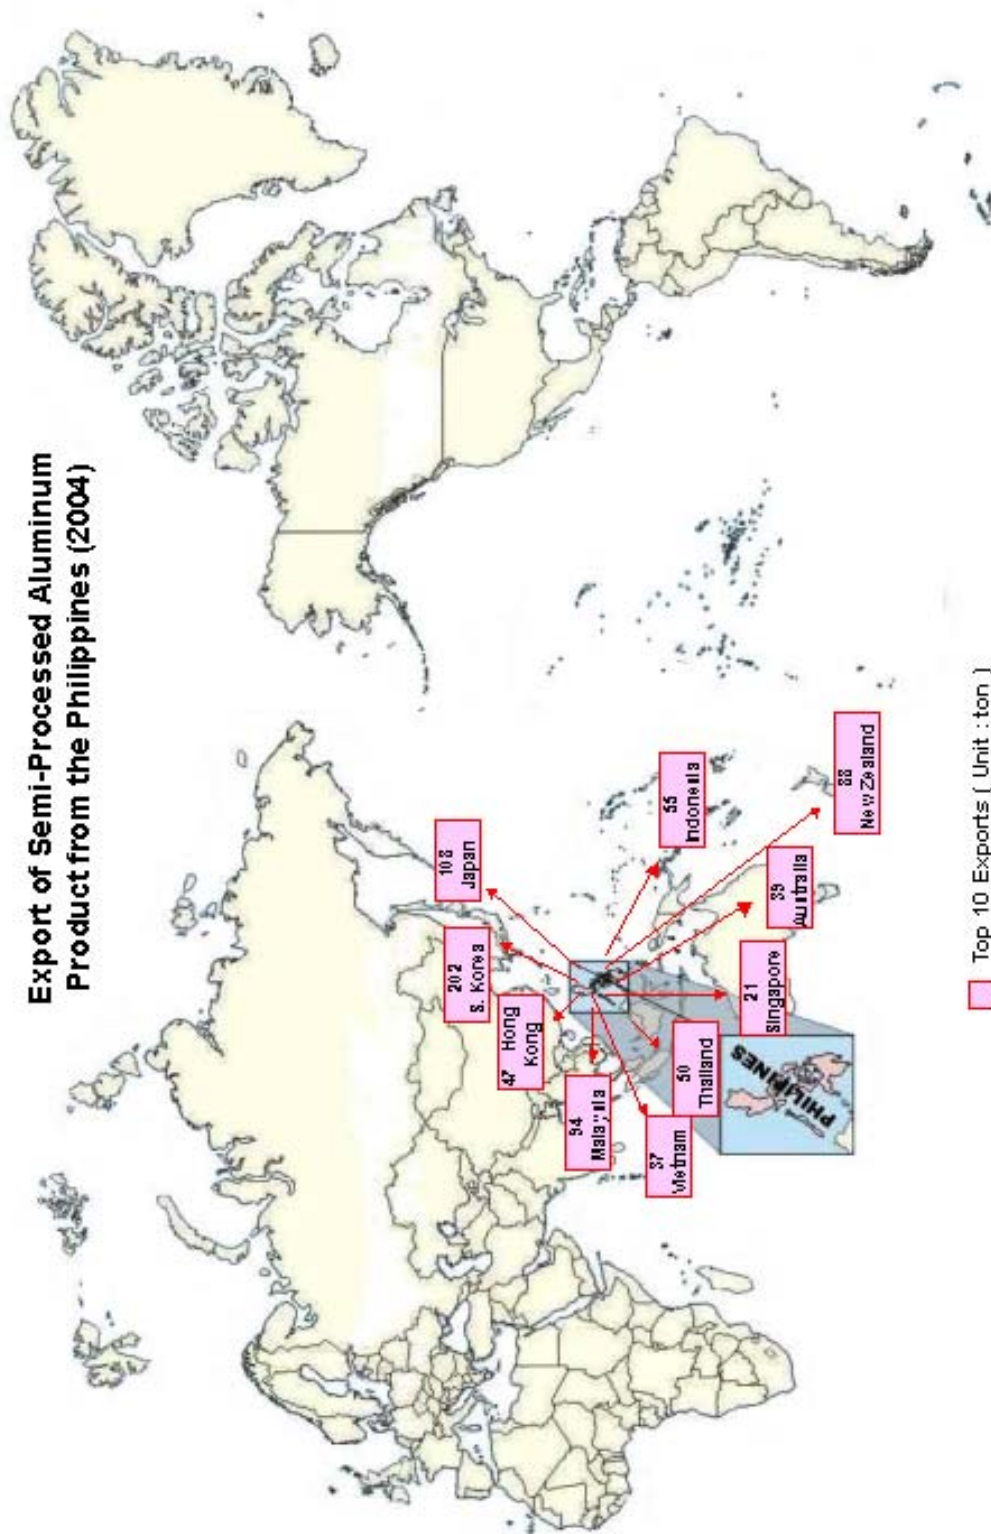 Export of Semi-Processed Aluminum
Product from the Philippines (2004)
108
Japan
202
S. Korea
47 Hong
Kong
94
Malaysia
37
Vietnam
50
Thailand
21
Singapore
39
Australia
55
Indonesia
88
New Zealand
PHILIPPINES
Top 10 Exports ( Unit : ton )